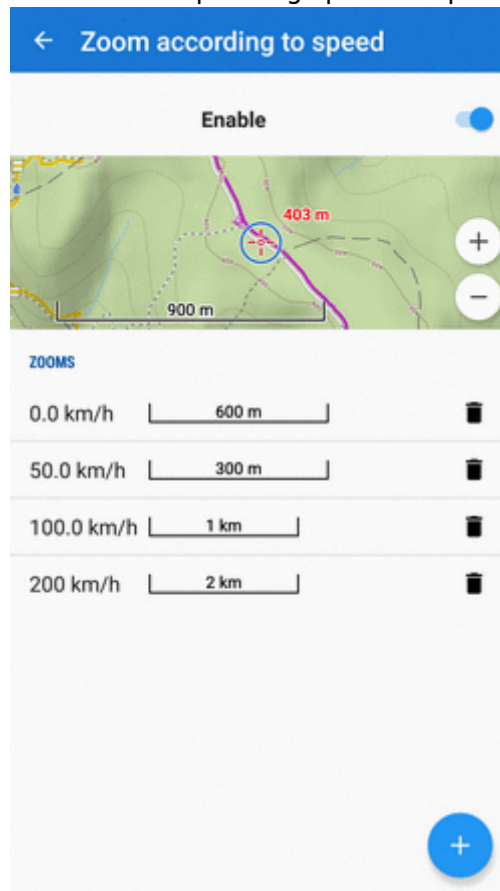 Zoom according to speed
Enable
403 m
900 m
ZOOMS
0.0 km/h 600 m
50.0 km/h 300 m
100.0 km/h 1 km
200 km/h 2 km